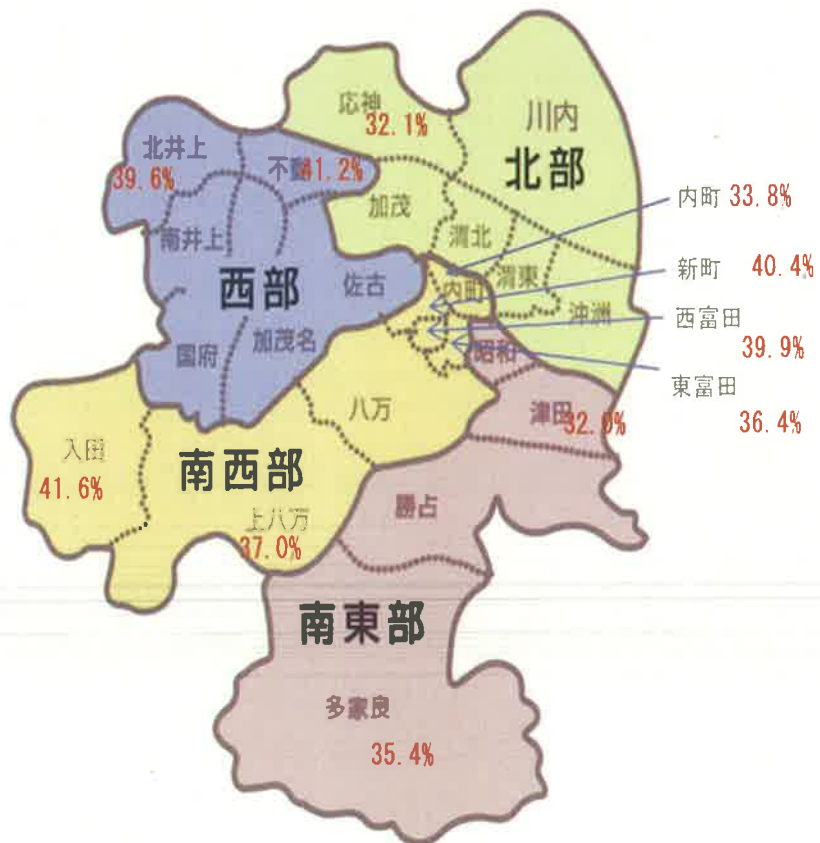 応神
32.1%
川内
北部
北井上
39.6%
不動
41.2%
加茂
渭北
渭東
沖洲
内町 33.8%
新町 40.4%
西富田
39.9%
東富田
36.4%
南井上
西部
佐古
国府
加茂名
内町
昭和
八万
津田
32.0%
入田
41.6%
南西部
上八万
37.0%
勝占
南東部
多家良
35.4%